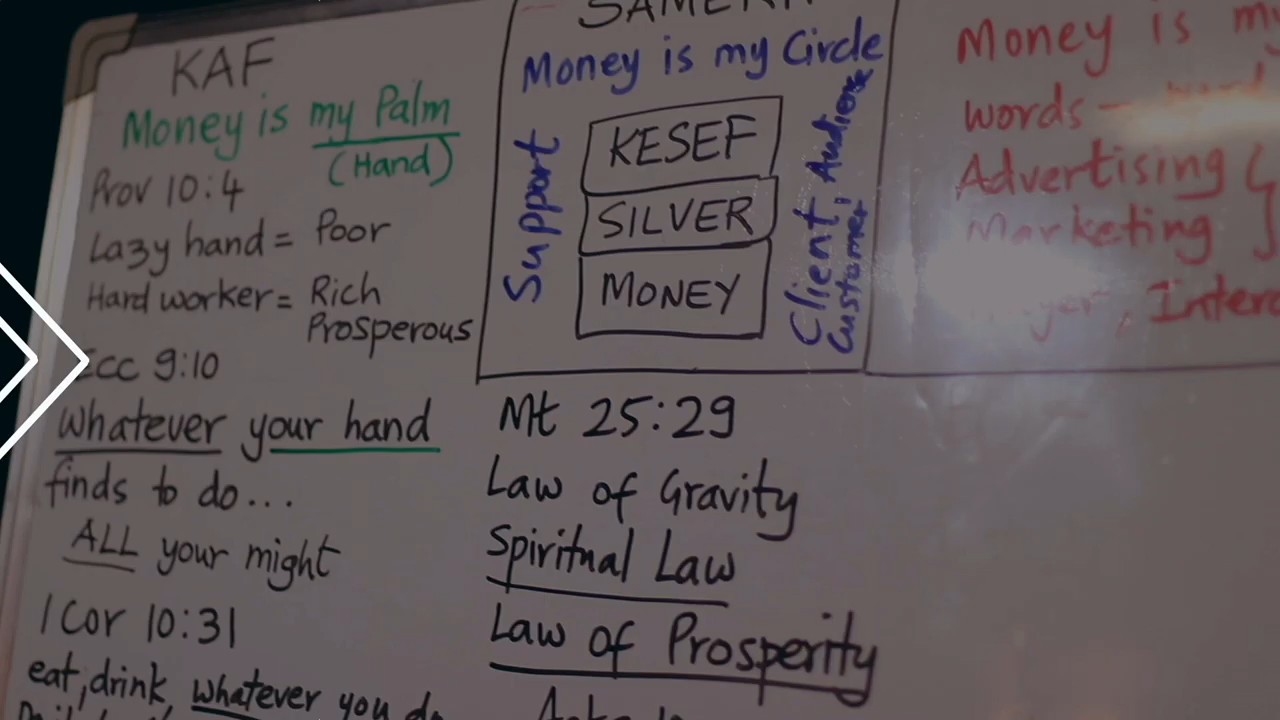 KAF
Money is my Palm
(Hand)
Prov 10:4
Lazy hand = Poor
Hard worker = Rich
Prosperous
Ecc 9:10
Whatever your hand
finds to do...
ALL your might
1 Cor 10:31
eat, drink, whatever you do
Money is my Circle
Support
KESEF
SILVER
MONEY
Client, Audience
Customer
Mt 25:29
Law of Gravity
Spiritual Law
Law of Prosperity
Money is my
words - word
Advertising
Marketing